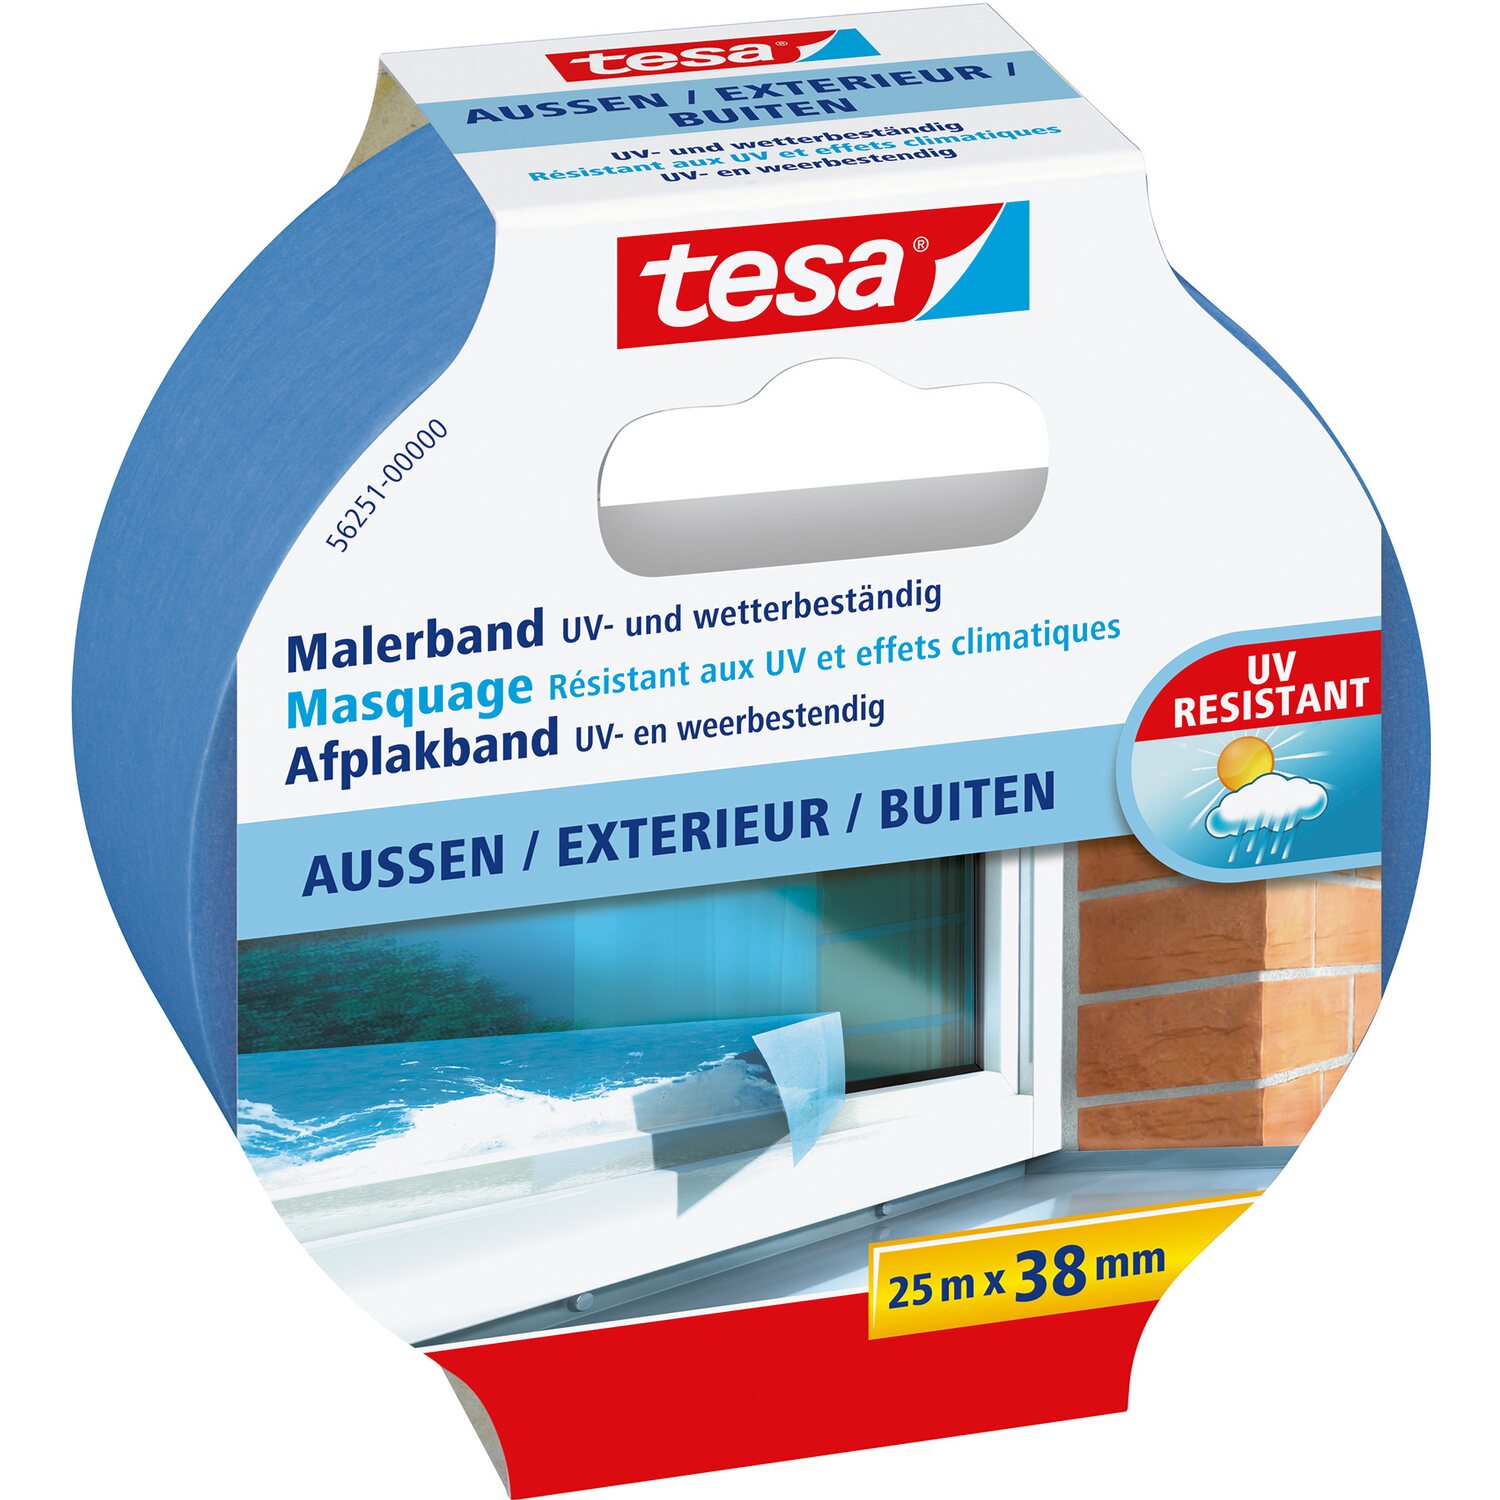 tesa®
AUSSEN / EXTERIEUR /
BUITEN
UV- und wetterbeständig
Résistant aux UV et effets climatiques
UV- en weerbestendig
tesa®
56251-00000
Malerband UV- und wetterbeständig
Masquage Résistant aux UV et effets climatiques
Afplakband UV- en weerbestendig
UV
RESISTANT
AUSSEN / EXTERIEUR / BUITEN
25 m x 38 mm